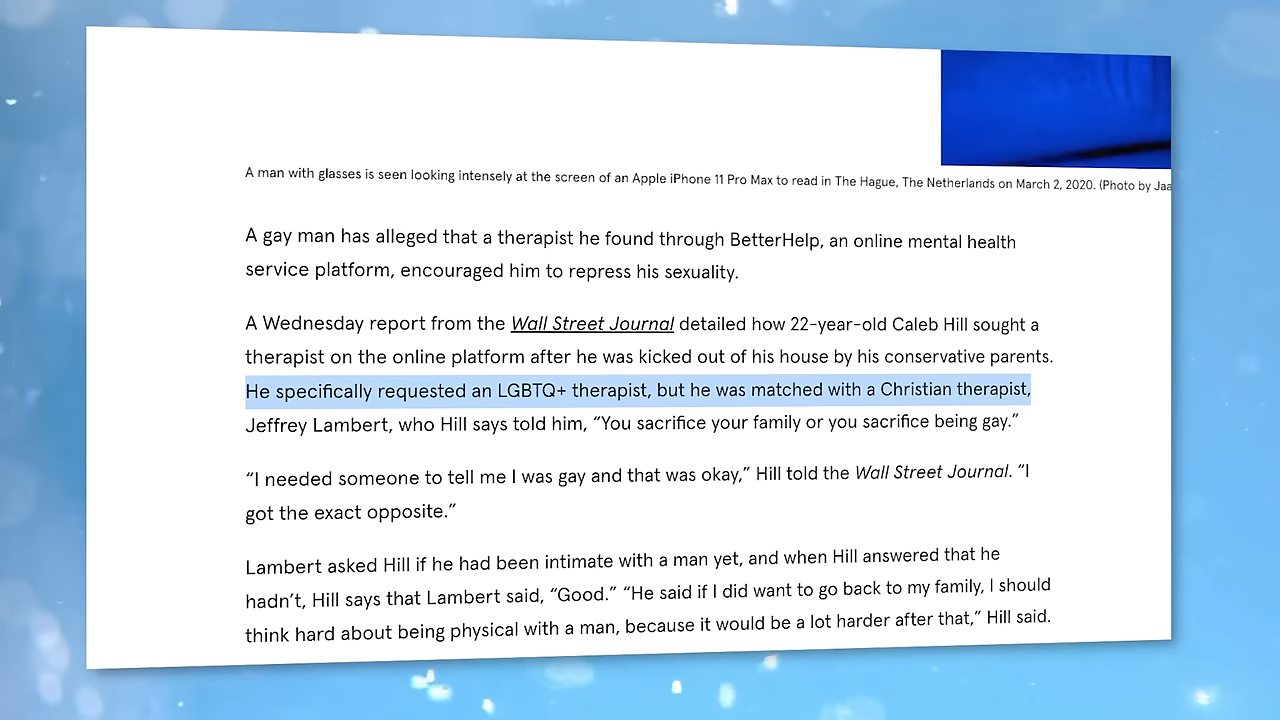 A man with glasses is seen looking intensely at the screen of an Apple iPhone 11 Pro Max to read in The Hague, The Netherlands on March 2, 2020. (Photo by Jaa
A gay man has alleged that a therapist he found through BetterHelp, an online mental health
service platform, encouraged him to repress his sexuality.
A Wednesday report from the Wall Street Journal detailed how 22-year-old Caleb Hill sought a
therapist on the online platform after he was kicked out of his house by his conservative parents.
He specifically requested an LGBTQ+ therapist, but he was matched with a Christian therapist,
Jeffrey Lambert, who Hill says told him, “You sacrifice your family or you sacrifice being gay.”
“I needed someone to tell me I was gay and that was okay,” Hill told the Wall Street Journal. “I
got the exact opposite.”
Lambert asked Hill if he had been intimate with a man yet, and when Hill answered that he
hadn’t, Hill says that Lambert said, “Good.” “He said if I did want to go back to my family, I should
think hard about being physical with a man, because it would be a lot harder after that,” Hill said.